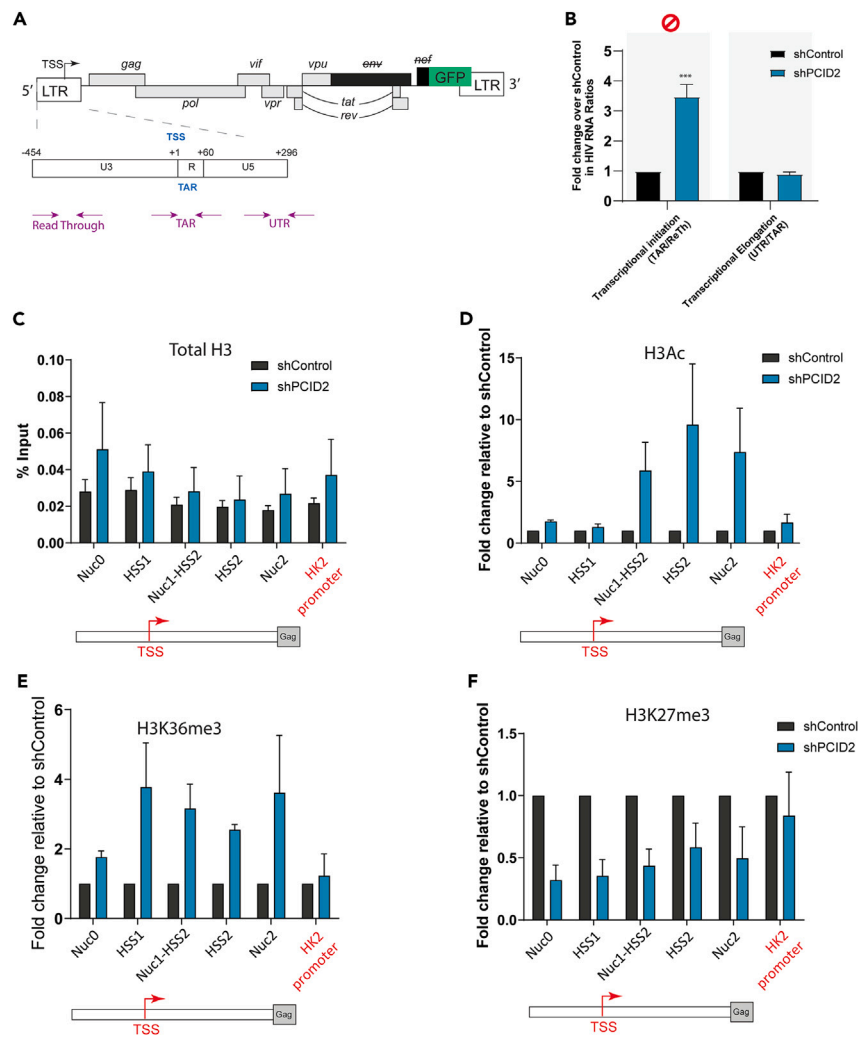 A
TSS
gag
vif
vpu
env
nef
GFP
5'
LTR
LTR
3'
pol
vpr
tat
rev
TSS
-454
+1
+60
+296
U3
R
U5
TAR
Read Through
TAR
UTR
B
Fold change over shControl
in HIV RNA Ratios
5
4
3
2
1
0
***
shControl
shPCID2
Transcriptional initiation
(TAR/ReTh)
Transcriptional Elongation
(UTR/TAR)
C
Total H3
% Input
0.10
0.08
0.06
0.04
0.02
0.00
shControl
shPCID2
Nuc0
HSS1
Nuc1-HSS2
HSS2
Nuc2
HK2
promoter
TSS
Gag
D
H3Ac
Fold change relative to shControl
15
10
5
0
shControl
shPCID2
Nuc0
HSS1
Nuc1-HSS2
HSS2
Nuc2
HK2
promoter
TSS
Gag
E
H3K36me3
Fold change relative to shControl
6
4
2
0
Nuc0
HSS1
Nuc1-HSS2
HSS2
Nuc2
HK2
promoter
TSS
Gag
F
H3K27me3
Fold change relative to shControl
1.5
1.0
0.5
0.0
shControl
shPCID2
Nuc0
HSS1
Nuc1-HSS2
HSS2
Nuc2
HK2
promoter
TSS
Gag